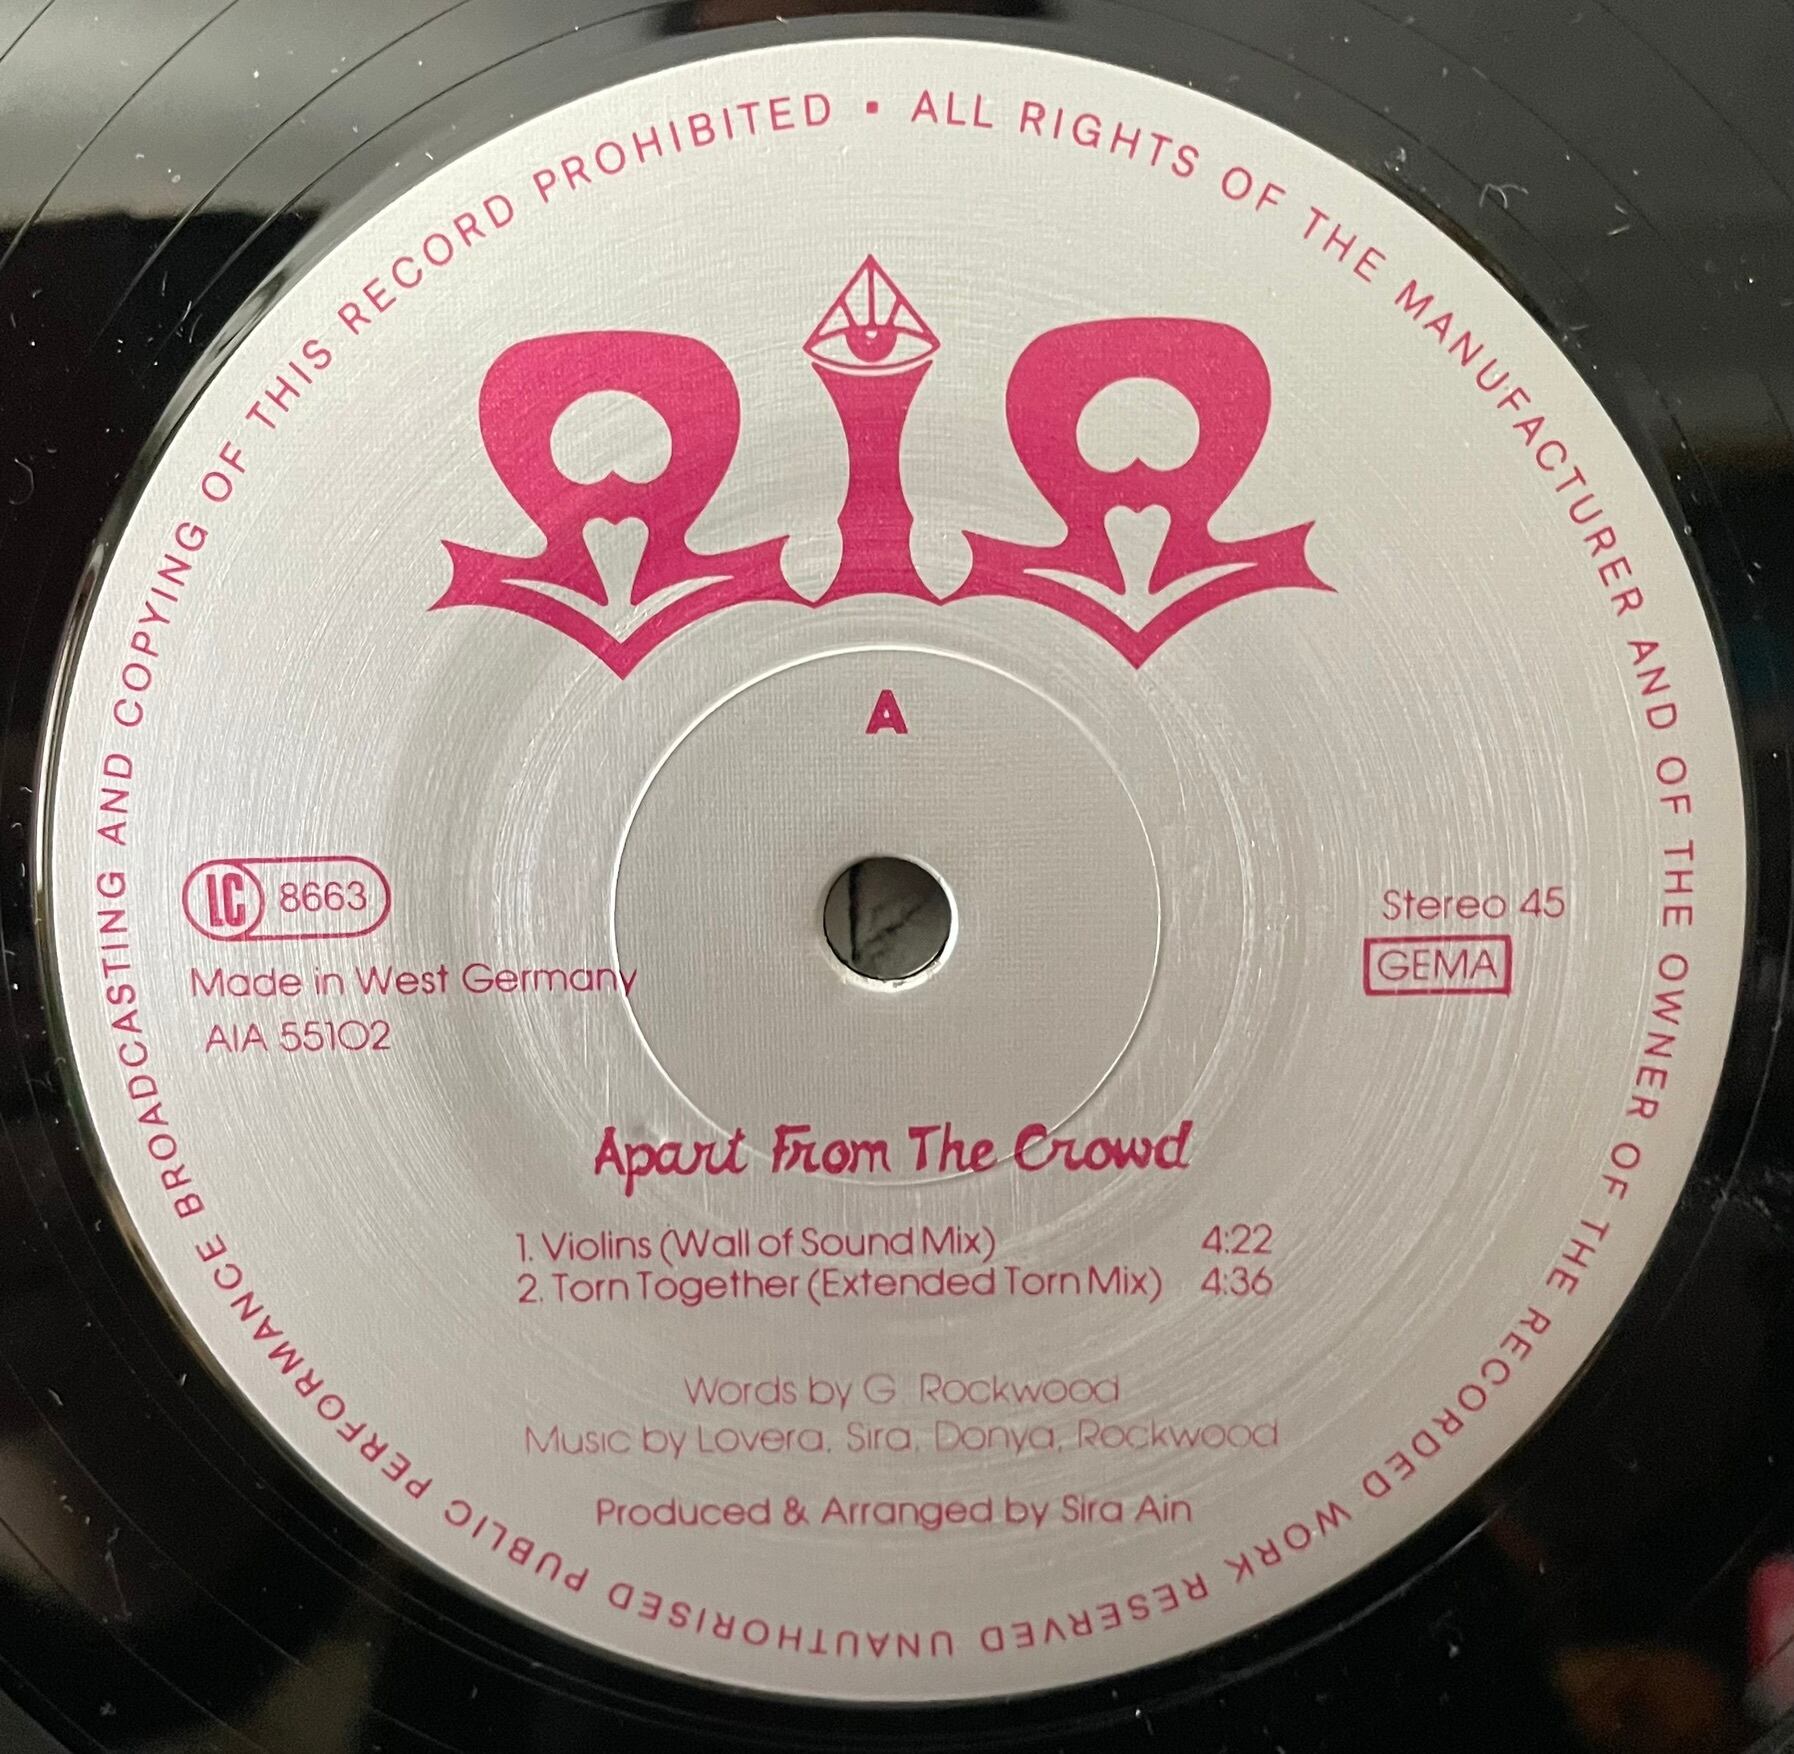 ALL RIGHTS OF THE MANUFACTURER AND OF THE OWNER OF THE RECORDED WORK RESERVED UNAUTHORISED PUBLIC PERFORMANCE BROADCASTING AND COPYING OF THIS RECORD PROHIBITED •
A
LC 8663
Made in West Germany
AIA 55102
Stereo 45
GEMA
Apart From The Crowd
1. Violins (Wall of Sound Mix) 4:22
2. Torn Together (Extended Torn Mix) 4:36
Words by G. Rockwood
Music by Lovera, Sira, Donya, Rockwood
Produced & Arranged by Sira Ain